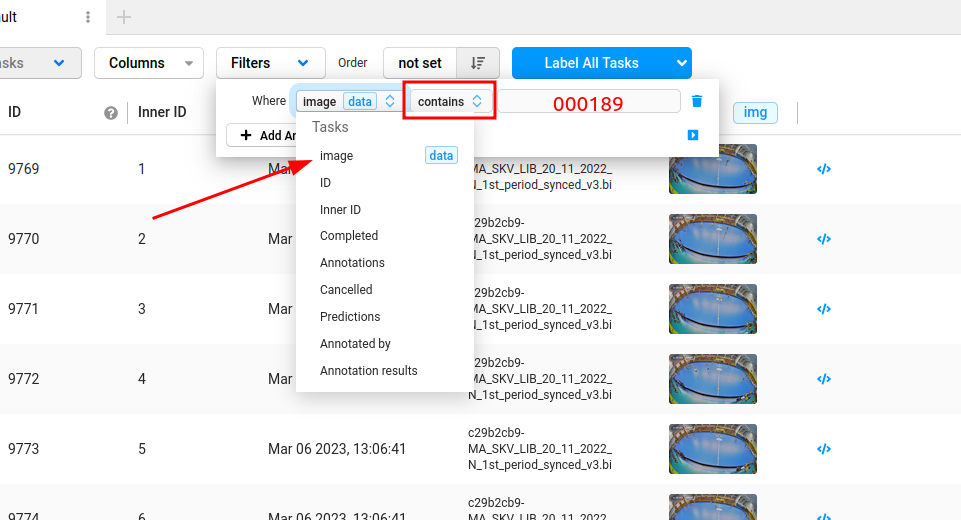 ult
sks Columns Filters Order not set Label All Tasks
Where image data contains 000189
ID Inner ID img
Add An
Tasks
image data
ID
Inner ID
Completed
Annotations
Cancelled
Predictions
Annotated by
Annotation results
9769 1 Mar MA_SKV_LIB_20_11_2022_
N_1st_period_synced_v3.bi
9770 2 Mar c29b2cb9-
MA_SKV_LIB_20_11_2022_
N_1st_period_synced_v3.bi
9771 3 Mar c29b2cb9-
MA_SKV_LIB_20_11_2022_
N_1st_period_synced_v3.bi
9772 4 Mar c29b2cb9-
MA_SKV_LIB_20_11_2022_
N_1st_period_synced_v3.bi
9773 5 Mar 06 2023, 13:06:41 c29b2cb9-
MA_SKV_LIB_20_11_2022_
N_1st_period_synced_v3.bi
9774 6 Mar 06 2023, 13:06:41 c29b2cb9-
MA_SKV_LIB_20_11_2022_